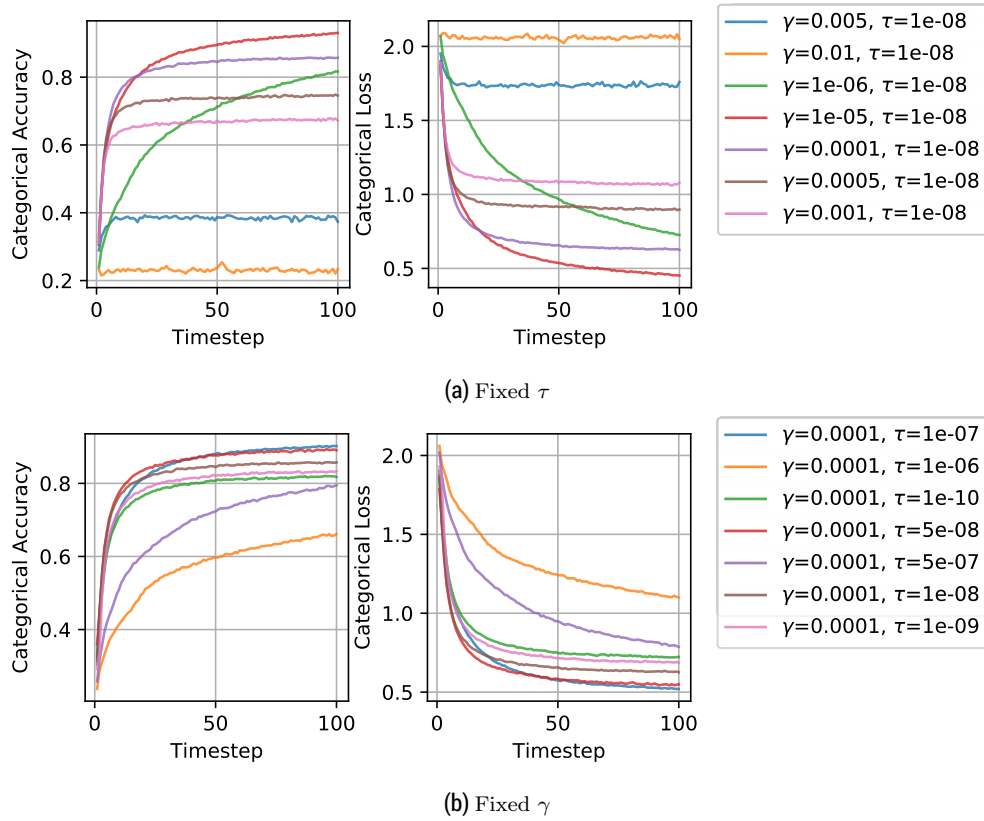 Categorical Accuracy
0.8
0.6
0.4
0.2
0
50
100
Timestep
Categorical Loss
2.0
1.5
1.0
0.5
0
50
100
Timestep
γ=0.005, τ=1e-08
γ=0.01, τ=1e-08
γ=1e-06, τ=1e-08
γ=1e-05, τ=1e-08
γ=0.0001, τ=1e-08
γ=0.0005, τ=1e-08
γ=0.001, τ=1e-08
(a) Fixed τ
Categorical Accuracy
0.8
0.6
0.4
0
50
100
Timestep
Categorical Loss
2.0
1.5
1.0
0.5
0
50
100
Timestep
γ=0.0001, τ=1e-07
γ=0.0001, τ=1e-06
γ=0.0001, τ=1e-10
γ=0.0001, τ=5e-08
γ=0.0001, τ=5e-07
γ=0.0001, τ=1e-08
γ=0.0001, τ=1e-09
(b) Fixed γ